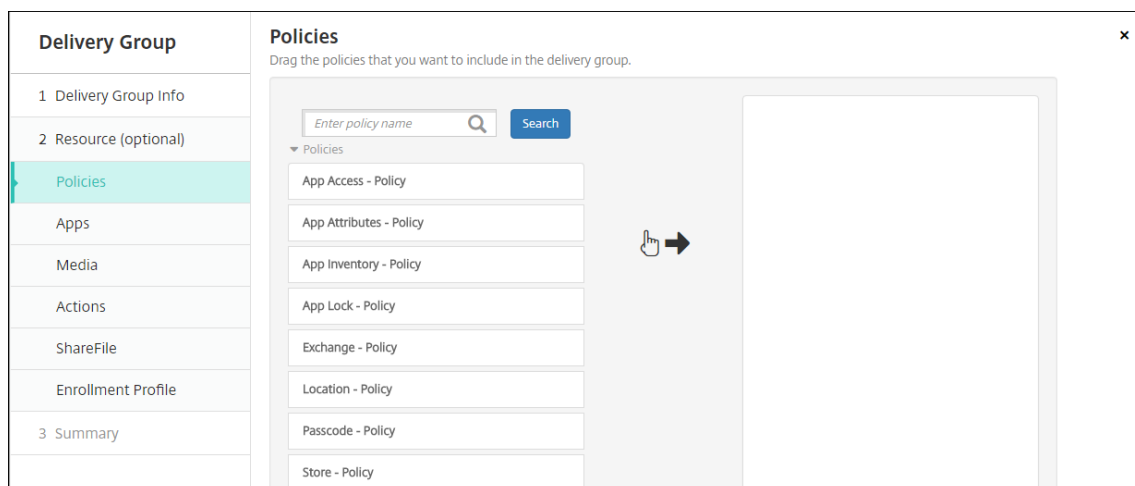 Delivery Group
1 Delivery Group Info
2 Resource (optional)
Policies
Apps
Media
Actions
ShareFile
Enrollment Profile
3 Summary
Policies
Drag the policies that you want to include in the delivery group.
Enter policy name
Search
Policies
App Access - Policy
App Attributes - Policy
App Inventory - Policy
App Lock - Policy
Exchange - Policy
Location - Policy
Passcode - Policy
Store - Policy